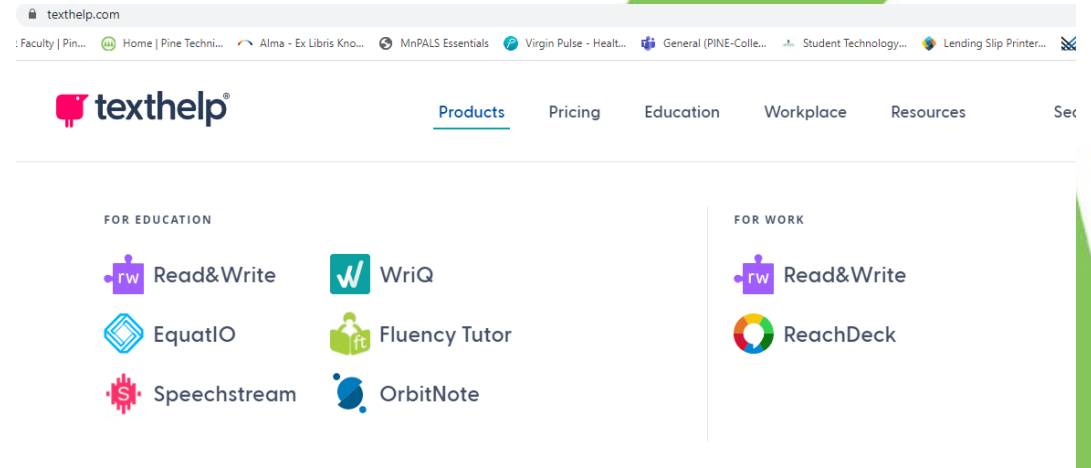 texthelp.com
Faculty | Pin... Home | Pine Techni... Alma - Ex Libris Kno... MnPALS Essentials Virgin Pulse - Healt... General (PINE-Colle... Student Technology... Lending Slip Printer...
texthelp® Products Pricing Education Workplace Resources Sec
FOR EDUCATION
rw Read&Write
WriQ
EquatIO
ft Fluency Tutor
S Speechstream
OrbitNote
FOR WORK
rw Read&Write
ReachDeck